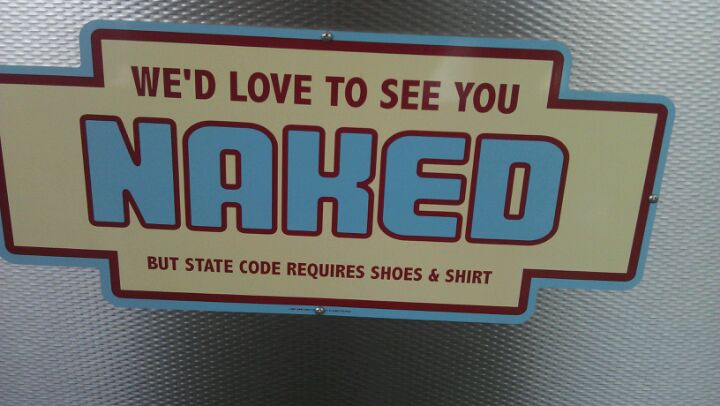 WE'D LOVE TO SEE YOU
NAKED
BUT STATE CODE REQUIRES SHOES & SHIRT